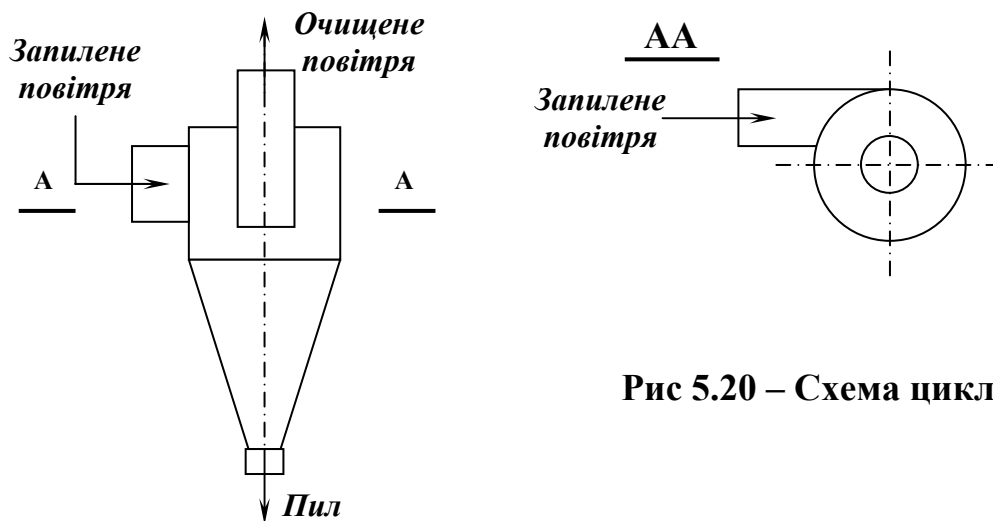 Запилене
повітря
Очищене
повітря
А
А
Пил
АА
Запилене
повітря
Рис 5.20 – Схема цикл